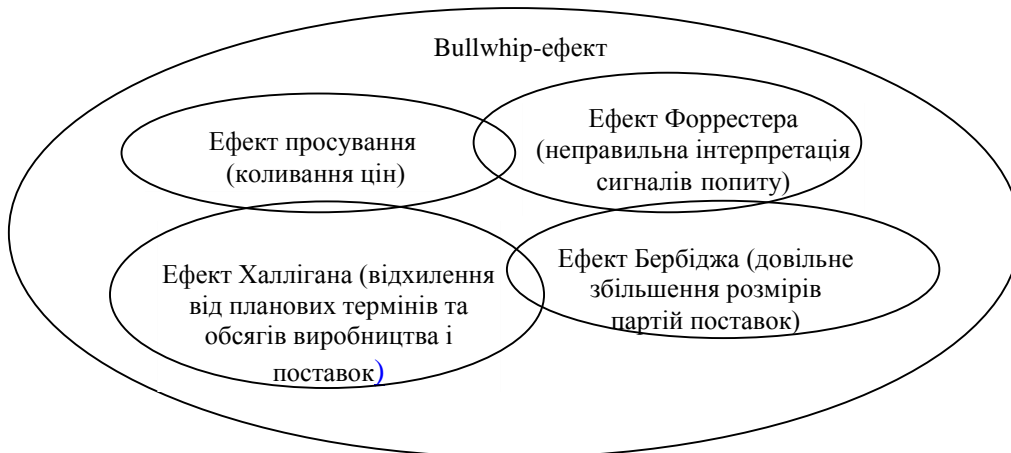 Bullwhip-ефект
Ефект просування
(коливання цін)
Ефект Форрестера
(неправильна інтерпретація
сигналів попиту)
Ефект Халлігана (відхилення
від планових термінів та
обсягів виробництва і
поставок)
Ефект Бербіджа (довільне
збільшення розмірів
партій поставок)